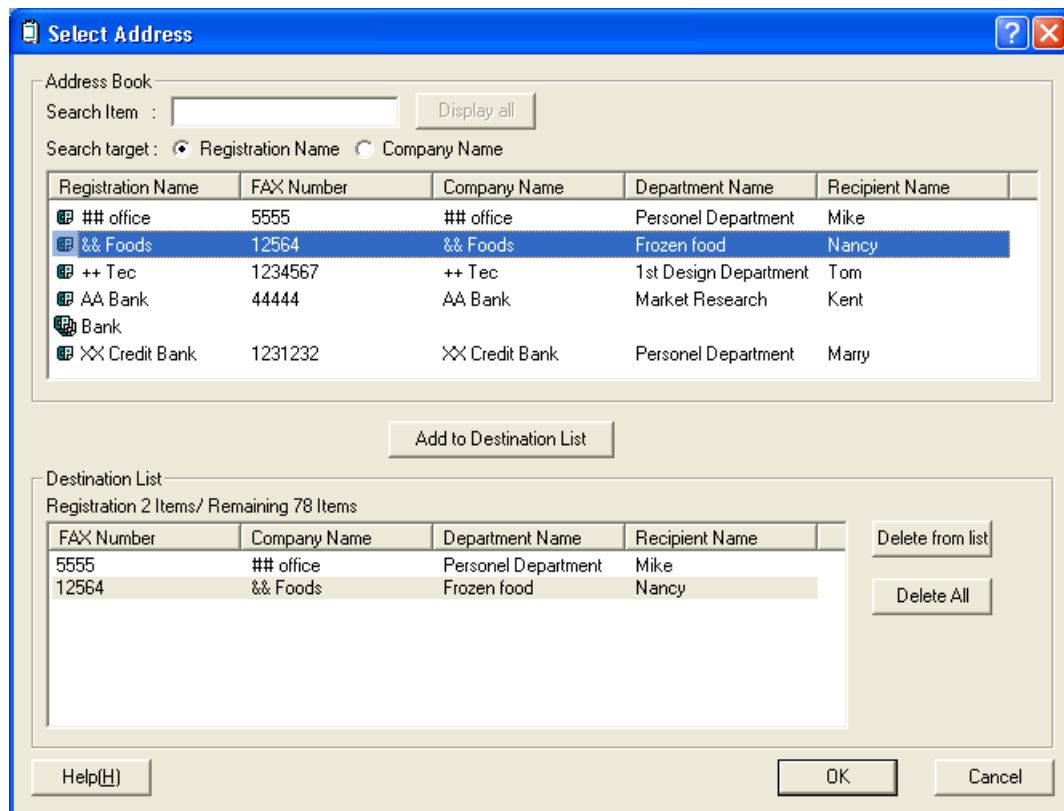 Select Address
Address Book
Search Item : Display all
Search target : Registration Name Company Name
Registration Name FAX Number Company Name Department Name Recipient Name
## office 5555 ## office Personel Department Mike
&& Foods 12564 && Foods Frozen food Nancy
++ Tec 1234567 ++ Tec 1st Design Department Tom
AA Bank 44444 AA Bank Market Research Kent
Bank
XX Credit Bank 1231232 XX Credit Bank Personel Department Marry
Add to Destination List
Destination List
Registration 2 Items/ Remaining 78 Items
FAX Number Company Name Department Name Recipient Name
5555 ## office Personel Department Mike
12564 && Foods Frozen food Nancy
Delete from list
Delete All
Help(H) OK Cancel